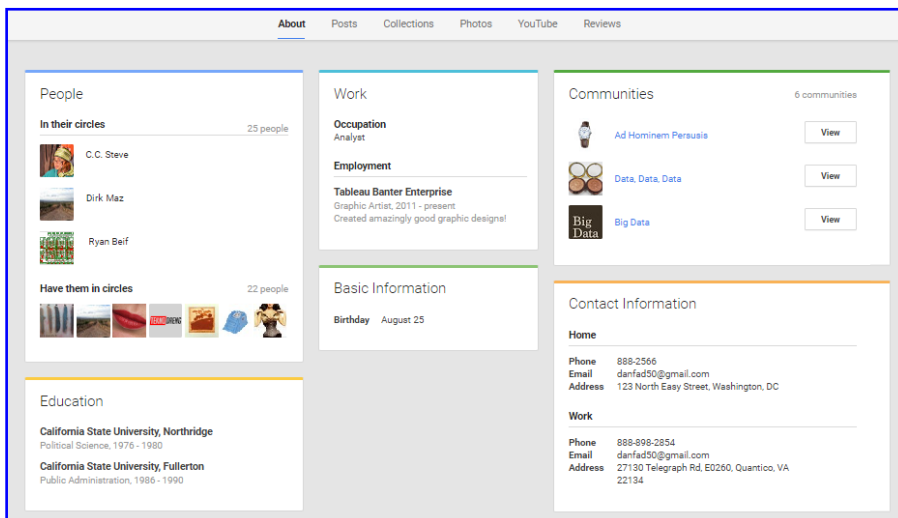 About Posts Collections Photos YouTube Reviews
People
In their circles 25 people
C.C. Steve
Dirk Maz
Ryan Beif
Have them in circles 22 people
Education
California State University, Northridge
Political Science, 1976 - 1980
California State University, Fullerton
Public Administration, 1986 - 1990
Work
Occupation
Analyst
Employment
Tableau Banter Enterprise
Graphic Artist, 2011 - present
Created amazingly good graphic designs!
Basic Information
Birthday August 25
Communities 6 communities
Ad Hominem Persusis View
Data, Data, Data View
Big
Data
Big Data View
Contact Information
Home
Phone 888-2566
Email danfad50@gmail.com
Address 123 North Easy Street, Washington, DC
Work
Phone 888-898-2854
Email danfad50@gmail.com
Address 27130 Telegraph Rd, E0260, Quantico, VA
22134